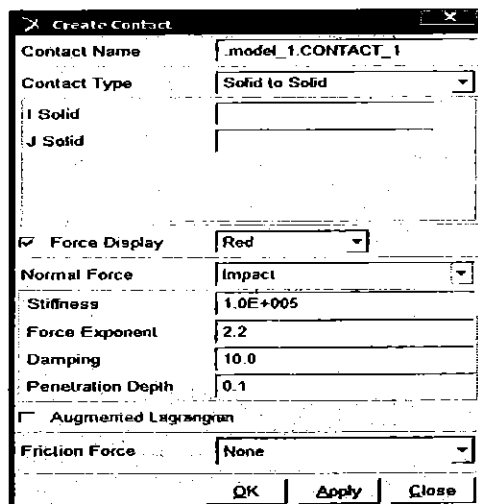 Create Contact
Contact Name .model_1.CONTACT_1
Contact Type Solid to Solid
I Solid
J Solid
Force Display Red
Normal Force Impact
Stiffness 1.0E+005
Force Exponent 2.2
Damping 10.0
Penetration Depth 0.1
Augmented Lagrangian
Friction Force None
OK Apply Close